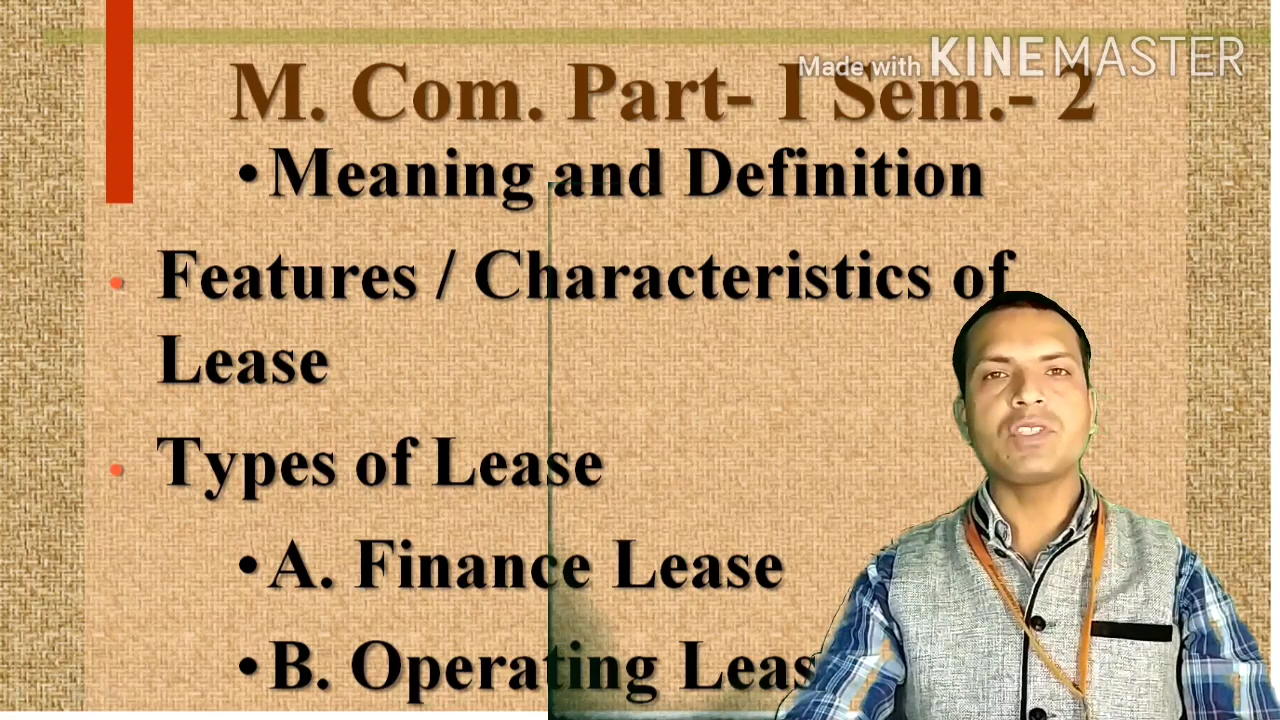 Made with KINEMASTER
M. Com. Part- I Sem.- 2
•Meaning and Definition
• Features / Characteristics of
Lease
• Types of Lease
•A. Finance Lease
•B. Operating Leas